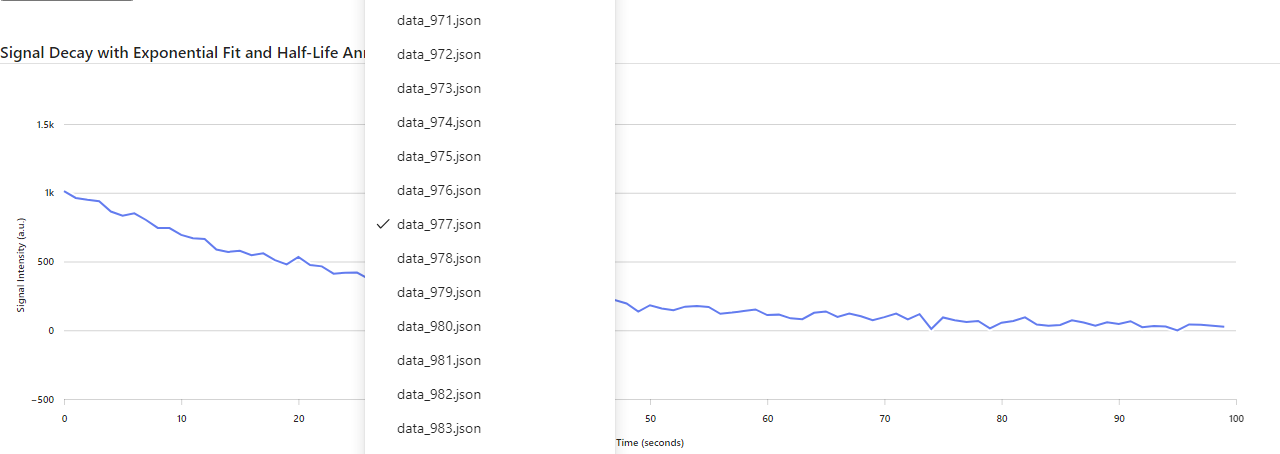 data_971.json
Signal Decay with Exponential Fit and Half-Life
data_972.json
data_973.json
data_974.json
data_975.json
data_976.json
data_977.json
data_978.json
data_979.json
data_980.json
data_981.json
data_982.json
data_983.json
1.5k
1k
500
0
−500
Signal Intensity (a.u.)
0
10
20
50
60
70
80
90
100
Time (seconds)